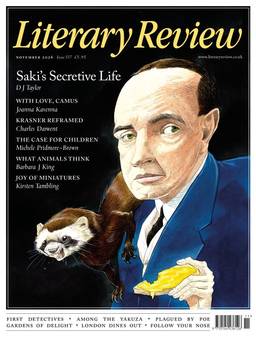 Literary Review
NOVEMBER 2026 Issue 557 £5.95
www.literaryreview.co.uk
Saki's Secretive Life
D J Taylor
WITH LOVE, CAMUS
Joanna Kavenna
KRASNER REFRAMED
Charles Darwent
THE CASE FOR CHILDREN
Michele Pridmore-Brown
WHAT ANIMALS THINK
Barbara J King
JOY OF MINIATURES
Kirsten Tambling
FIRST DETECTIVES • AMONG THE YAKUZA • PLAGUED BY POE
GARDENS OF DELIGHT • LONDON DINES OUT • FOLLOW YOUR NOSE